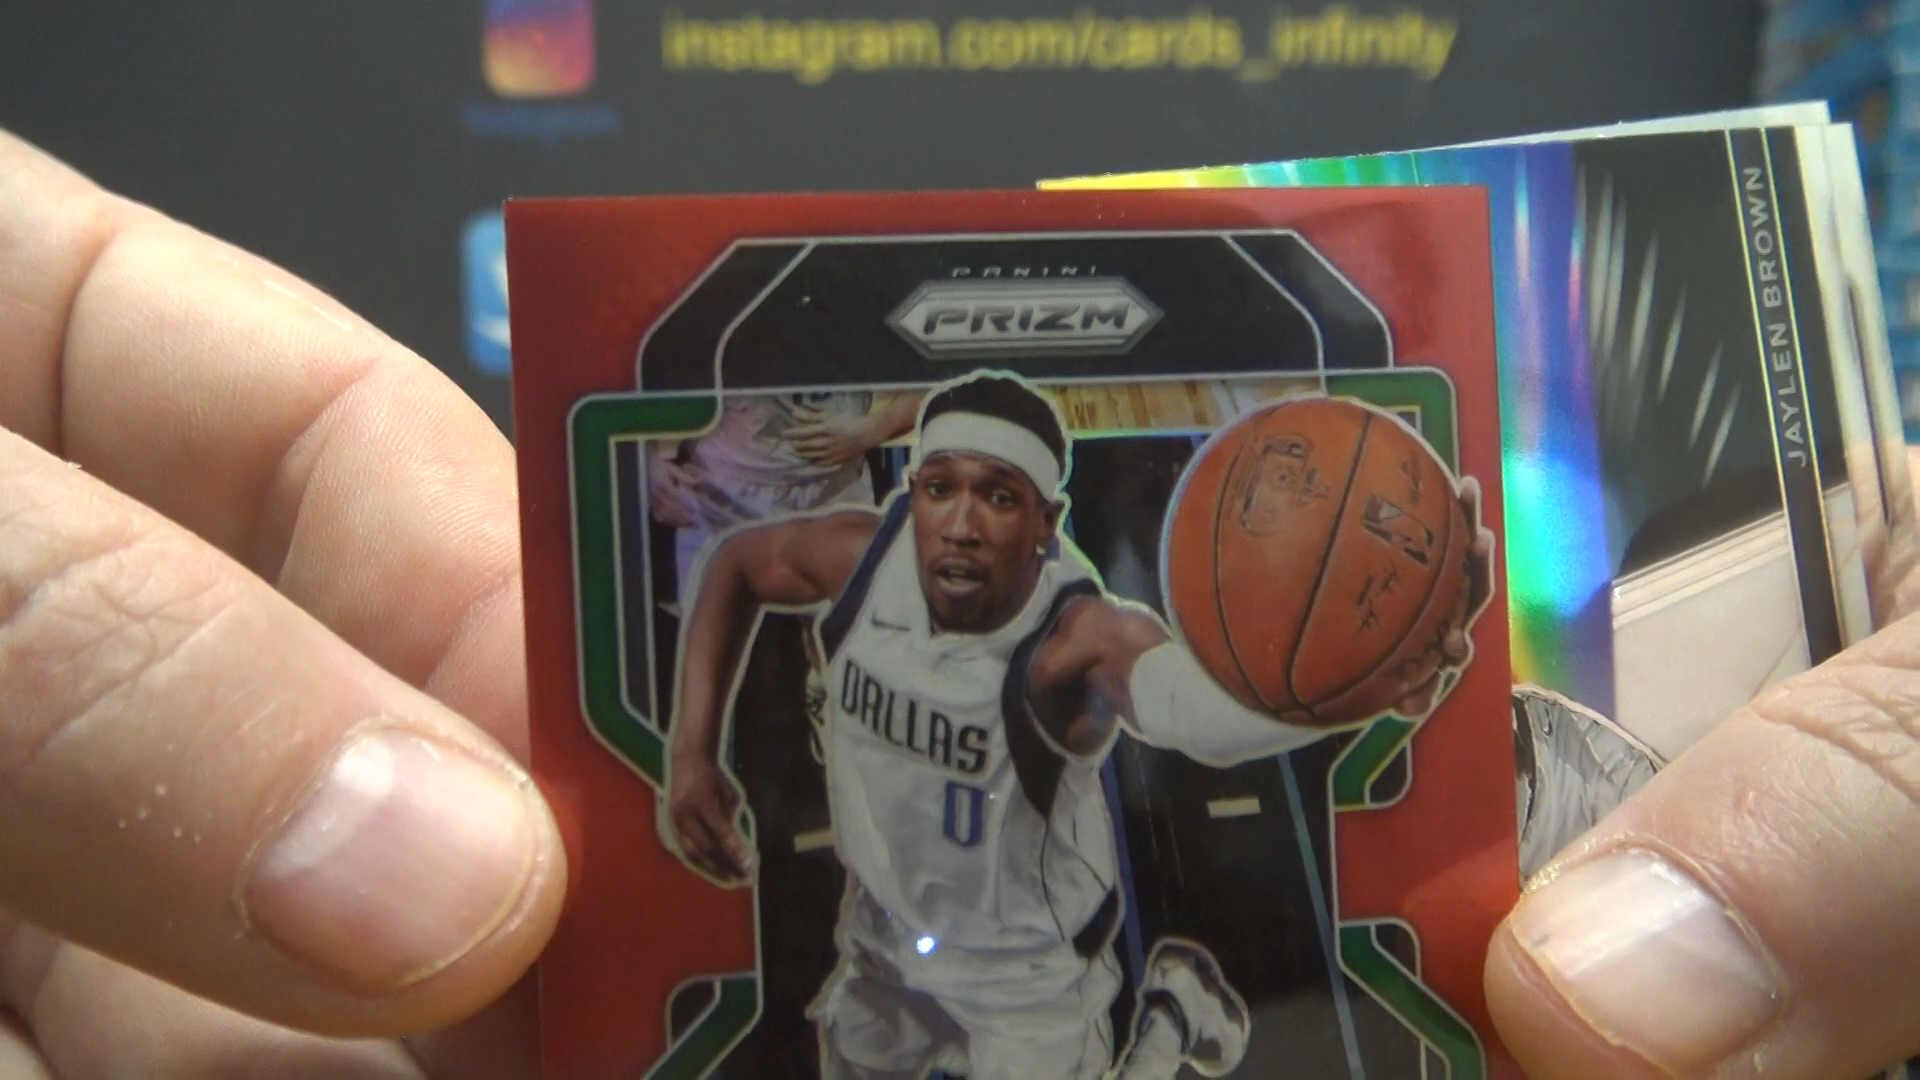 instagram.com/cards_infinity
PANINI
PRIZM
JAYLEN BROWN
DALLAS
0